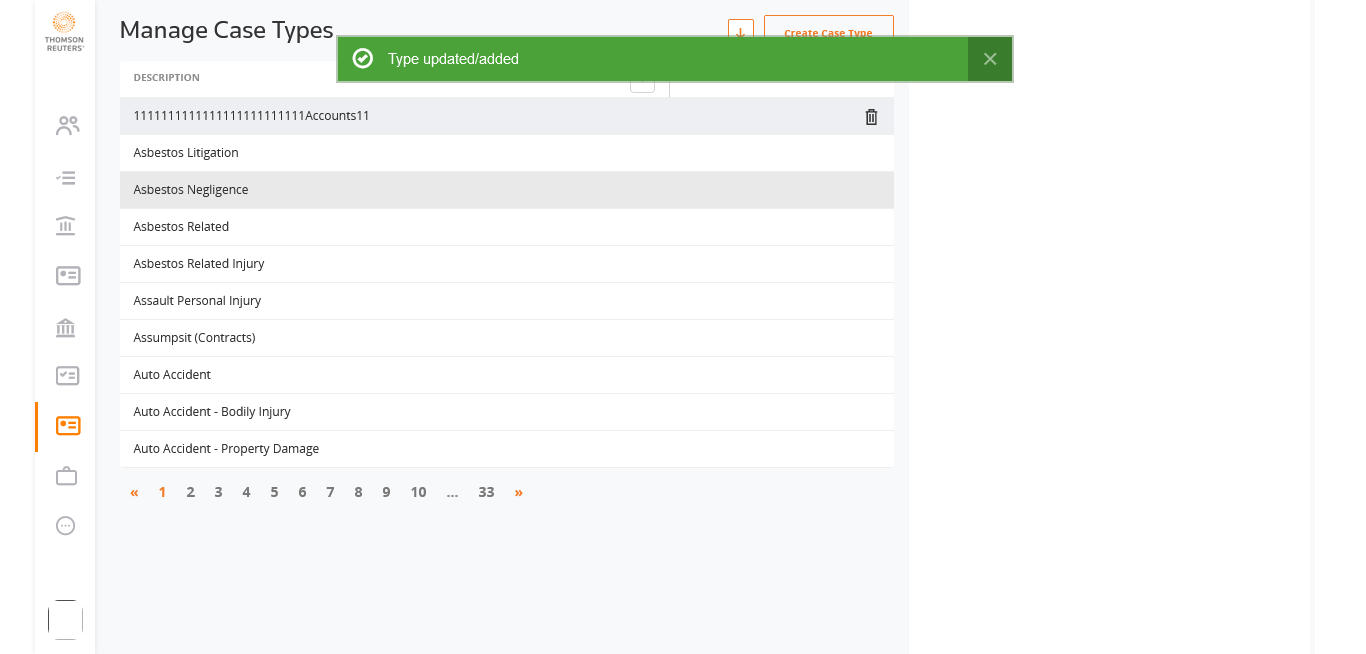 THOMSON
REUTERS
Manage Case Types
Create Case Type
Type updated/added
DESCRIPTION
1111111111111111111111111Accounts11
Asbestos Litigation
Asbestos Negligence
Asbestos Related
Asbestos Related Injury
Assault Personal Injury
Assumpsit (Contracts)
Auto Accident
Auto Accident - Bodily Injury
Auto Accident - Property Damage
« 1 2 3 4 5 6 7 8 9 10 ... 33 »